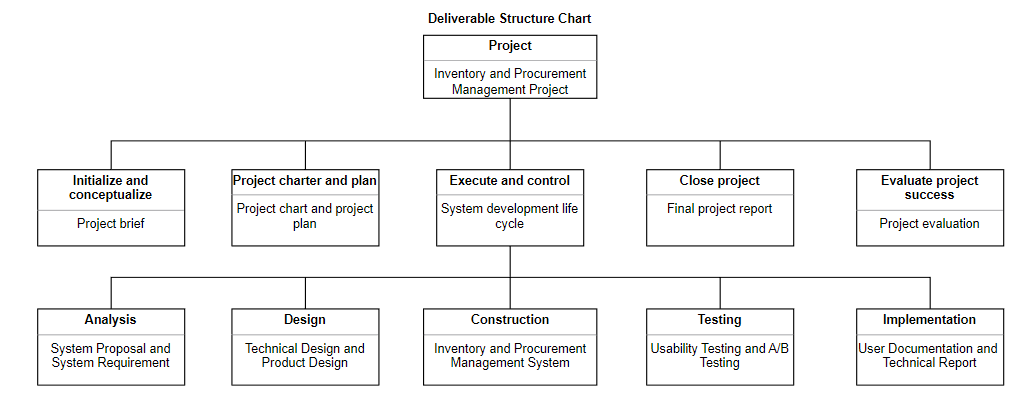 Deliverable Structure Chart
Project
Inventory and Procurement
Management Project
Initialize and
conceptualize
Project brief
Project charter and plan
Project chart and project
plan
Execute and control
System development life
cycle
Close project
Final project report
Evaluate project
success
Project evaluation
Analysis
System Proposal and
System Requirement
Design
Technical Design and
Product Design
Construction
Inventory and Procurement
Management System
Testing
Usability Testing and A/B
Testing
Implementation
User Documentation and
Technical Report